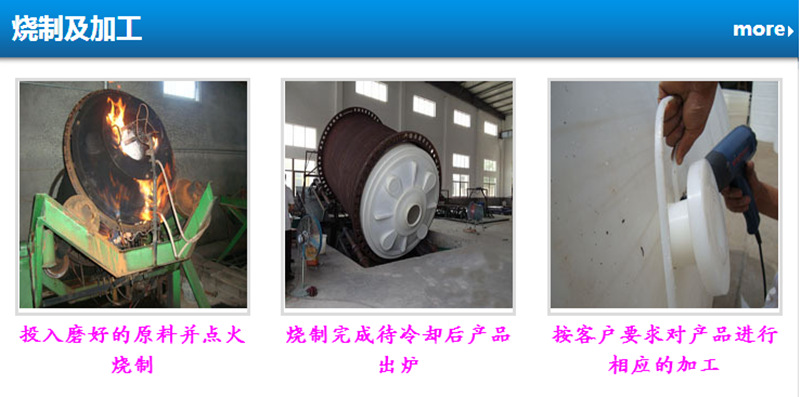 烧制及加工
more
投入磨好的原料并点火
烧制
烧制完成待冷却后产品
出炉
按客户要求对产品进行
相应的加工